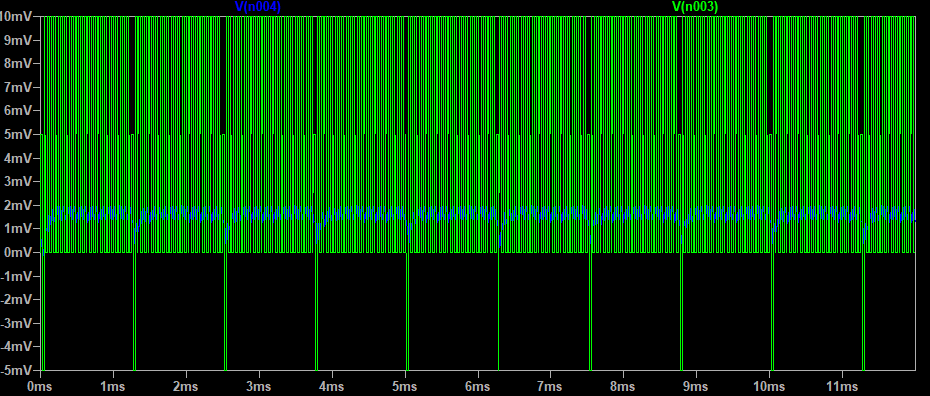 V(n004) V(n003)
10mV
9mV
8mV
7mV
6mV
5mV
4mV
3mV
2mV
1mV
0mV
-1mV
-2mV
-3mV
-4mV
-5mV
0ms 1ms 2ms 3ms 4ms 5ms 6ms 7ms 8ms 9ms 10ms 11ms